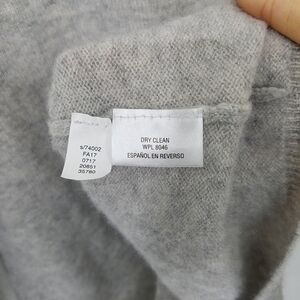 s/74002
FA17
0717
20851
35780
DRY CLEAN
WPL 8046
ESPAÑOL EN REVERSO